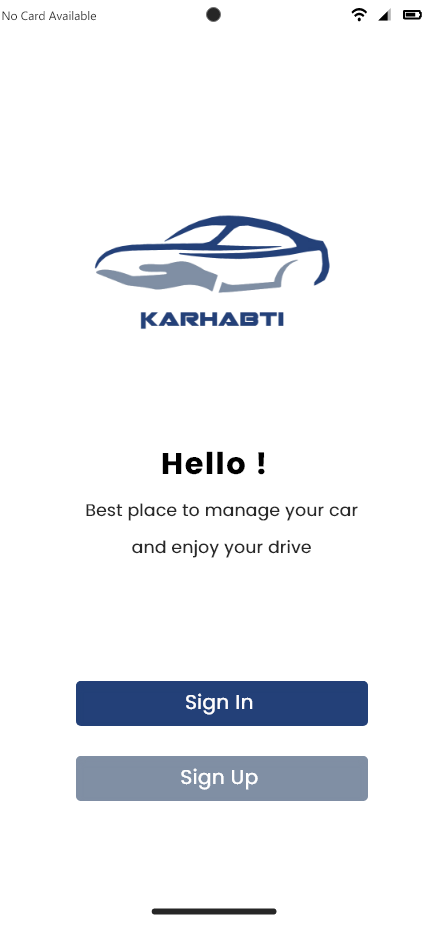 No Card Available
KARHABTI
Hello !
Best place to manage your car
and enjoy your drive
Sign In
Sign Up